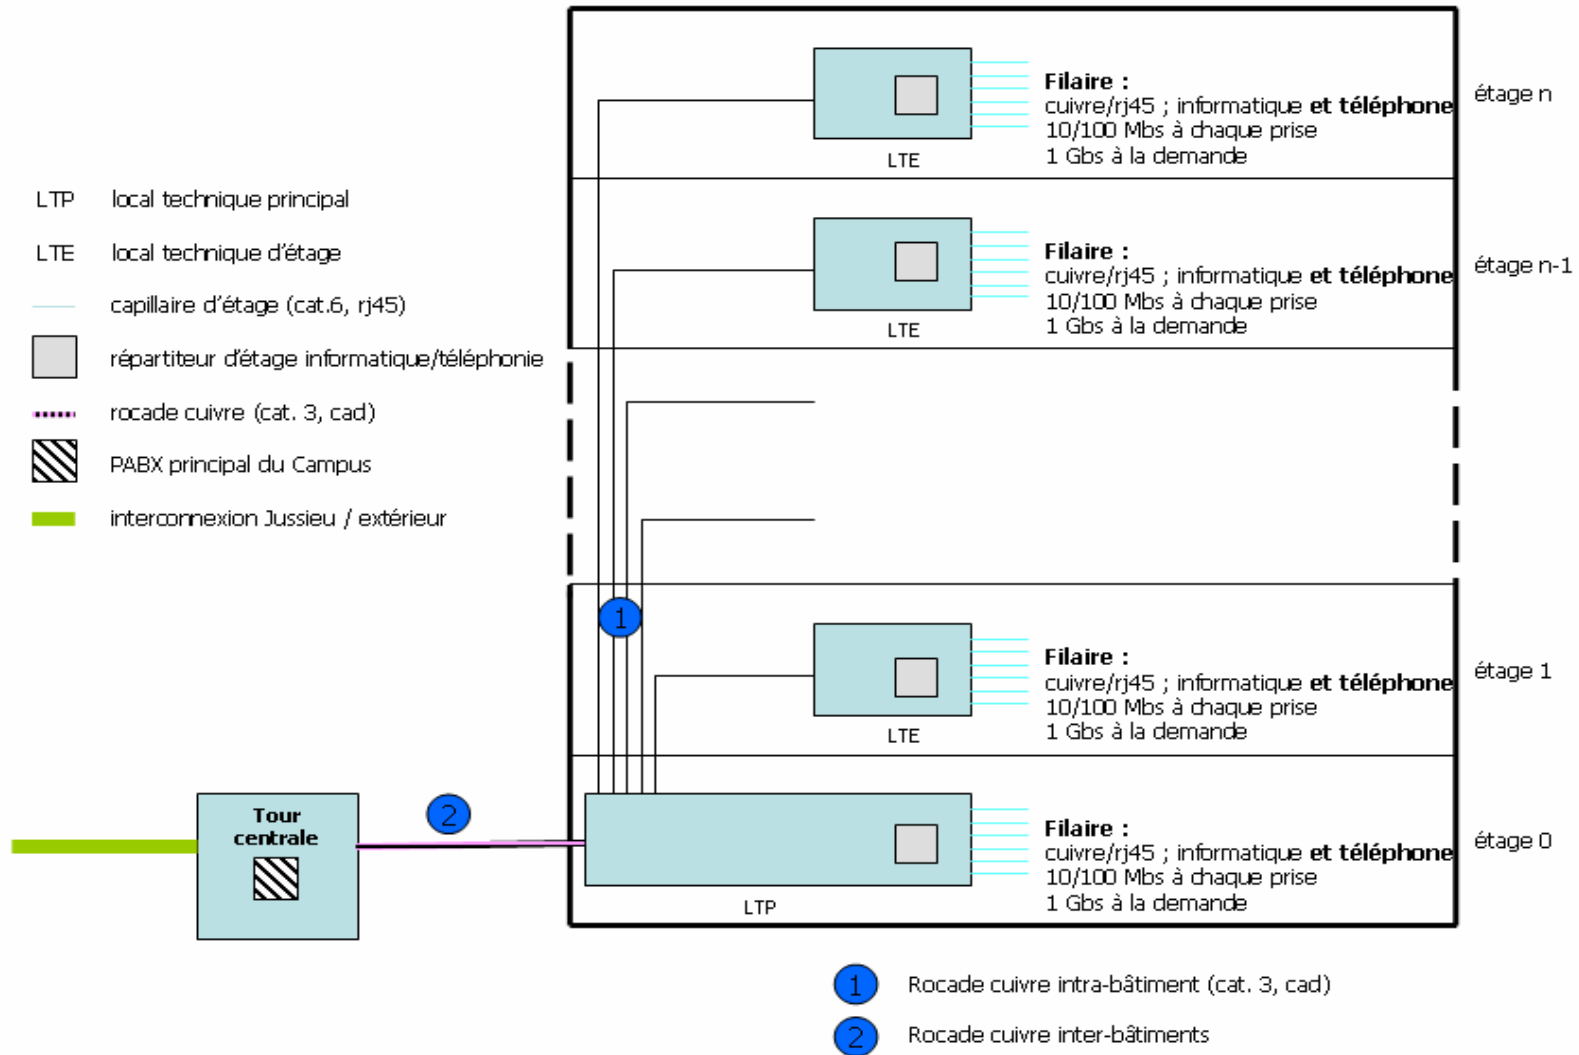 Filaire :
cuivre/rj45 ; informatique et téléphone
10/100 Mbs à chaque prise
1 Gbs à la demande
étage n
LTE
LTP local technique principal
LTE local technique d'étage
capillaire d'étage (cat.6, rj45)
répartiteur d'étage informatique/téléphonie
rocade cuivre (cat. 3, cad)
PABX principal du Campus
interconnexion Jussieu / extérieur
Filaire :
cuivre/rj45 ; informatique et téléphone
10/100 Mbs à chaque prise
1 Gbs à la demande
étage n-1
LTE
1
Filaire :
cuivre/rj45 ; informatique et téléphone
10/100 Mbs à chaque prise
1 Gbs à la demande
étage 1
LTE
Tour
centrale
2
Filaire :
cuivre/rj45 ; informatique et téléphone
10/100 Mbs à chaque prise
1 Gbs à la demande
étage 0
LTP
1 Rocade cuivre intra-bâtiment (cat. 3, cad)
2 Rocade cuivre inter-bâtiments